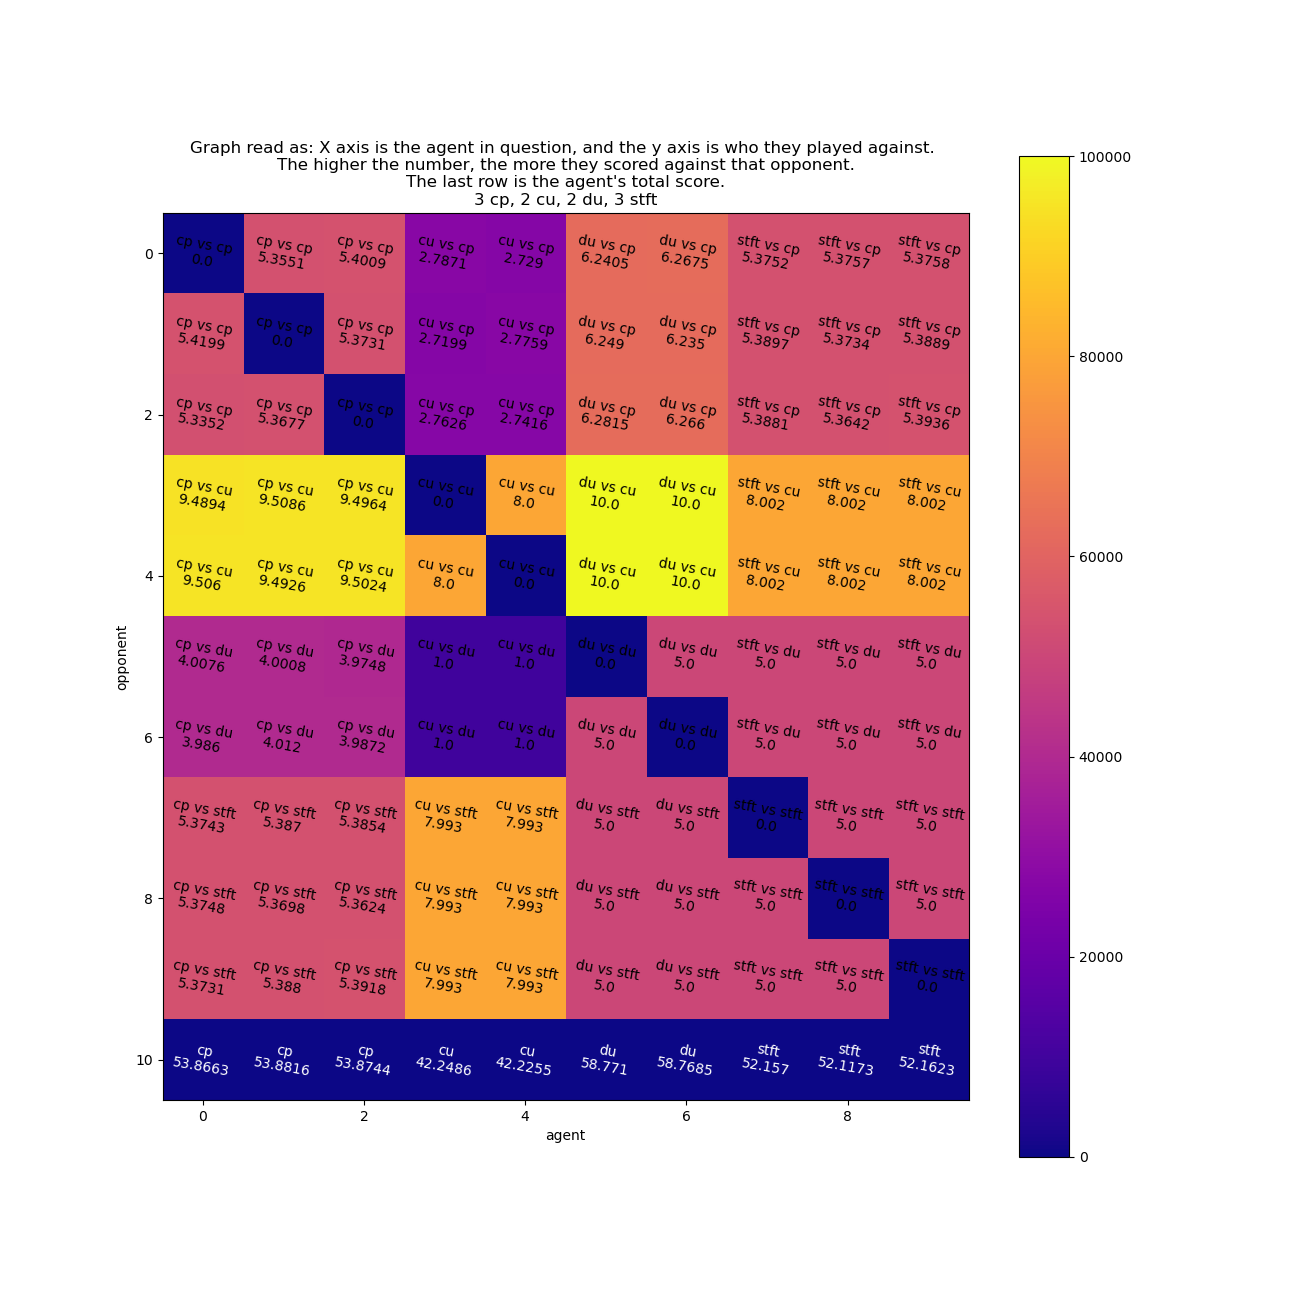 Graph read as: X axis is the agent in question, and the y axis is who they played against.
The higher the number, the more they scored against that opponent.
The last row is the agent's total score.
3 cp, 2 cu, 2 du, 3 stft
0
cp vs cp
0.0
cp vs cp
5.3551
cp vs cp
5.4009
cu vs cp
2.7871
cu vs cp
2.729
du vs cp
6.2405
du vs cp
6.2675
stft vs cp
5.3752
stft vs cp
5.3757
stft vs cp
5.3758
cp vs cp
5.4199
cp vs cp
0.0
cp vs cp
5.3731
cu vs cp
2.7199
cu vs cp
2.7759
du vs cp
6.249
du vs cp
6.235
stft vs cp
5.3897
stft vs cp
5.3734
stft vs cp
5.3889
2
cp vs cp
5.3352
cp vs cp
5.3677
cp vs cp
0.0
cu vs cp
2.7626
cu vs cp
2.7416
du vs cp
6.2815
du vs cp
6.266
stft vs cp
5.3881
stft vs cp
5.3642
stft vs cp
5.3936
cp vs cu
9.4894
cp vs cu
9.5086
cp vs cu
9.4964
cu vs cu
0.0
cu vs cu
8.0
du vs cu
10.0
du vs cu
10.0
stft vs cu
8.002
stft vs cu
8.002
stft vs cu
8.002
4
cp vs cu
9.506
cp vs cu
9.4926
cp vs cu
9.5024
cu vs cu
8.0
cu vs cu
0.0
du vs cu
10.0
du vs cu
10.0
stft vs cu
8.002
stft vs cu
8.002
stft vs cu
8.002
cp vs du
4.0076
cp vs du
4.0008
cp vs du
3.9748
cu vs du
1.0
cu vs du
1.0
du vs du
0.0
du vs du
5.0
stft vs du
5.0
stft vs du
5.0
stft vs du
5.0
6
cp vs du
3.986
cp vs du
4.012
cp vs du
3.9872
cu vs du
1.0
cu vs du
1.0
du vs du
5.0
du vs du
0.0
stft vs du
5.0
stft vs du
5.0
stft vs du
5.0
cp vs stft
5.3743
cp vs stft
5.387
cp vs stft
5.3854
cu vs stft
7.993
cu vs stft
7.993
du vs stft
5.0
du vs stft
5.0
stft vs stft
0.0
stft vs stft
5.0
stft vs stft
5.0
8
cp vs stft
5.3748
cp vs stft
5.3698
cp vs stft
5.3624
cu vs stft
7.993
cu vs stft
7.993
du vs stft
5.0
du vs stft
5.0
stft vs stft
5.0
stft vs stft
0.0
stft vs stft
5.0
cp vs stft
5.3731
cp vs stft
5.388
cp vs stft
5.3918
cu vs stft
7.993
cu vs stft
7.993
du vs stft
5.0
du vs stft
5.0
stft vs stft
5.0
stft vs stft
5.0
stft vs stft
0.0
10
cp
53.8663
cp
53.8816
cp
53.8744
cu
42.2486
cu
42.2255
du
58.771
du
58.7685
stft
52.157
stft
52.1173
stft
52.1623
0
2
4
6
8
agent
opponent
100000
80000
60000
40000
20000
0